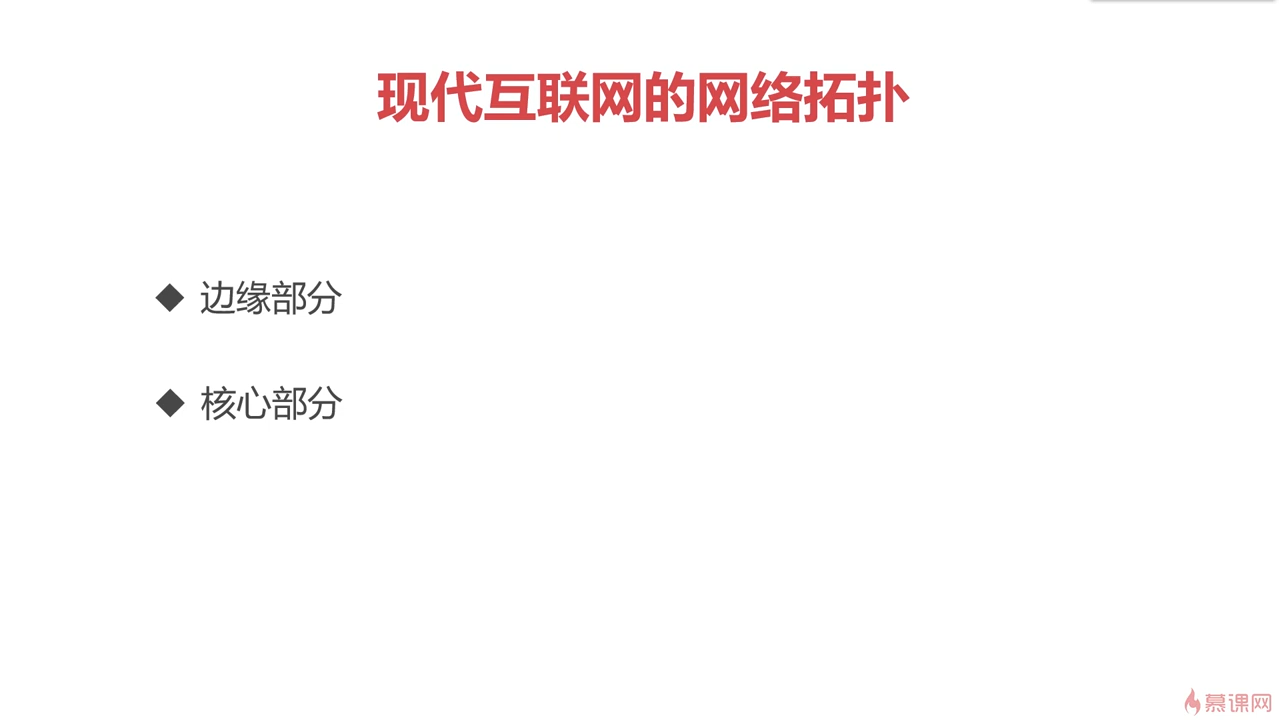 现代互联网的网络拓扑
◆ 边缘部分
◆ 核心部分
慕课网